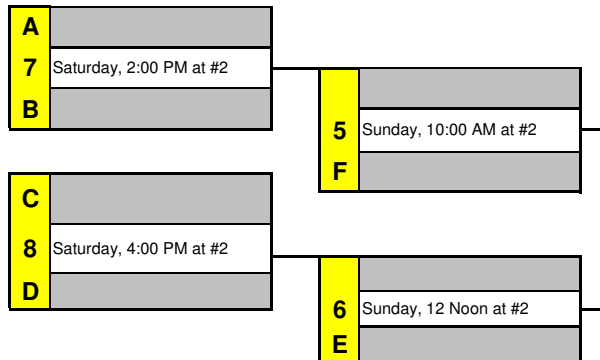 A
7 Saturday, 2:00 PM at #2
B
5 Sunday, 10:00 AM at #2
F
C
8 Saturday, 4:00 PM at #2
D
6 Sunday, 12 Noon at #2
E